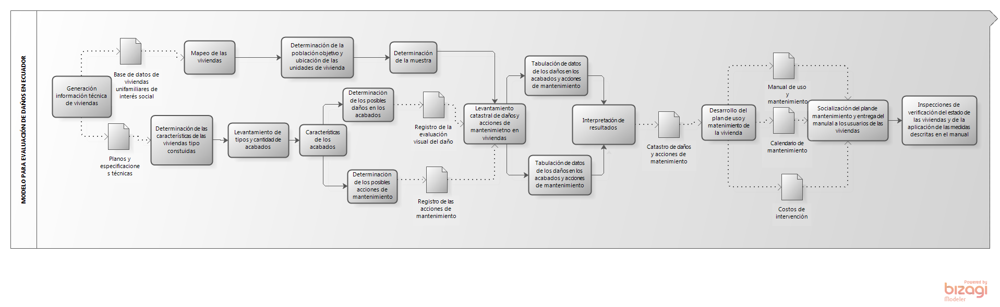 MODELO PARA EVALUACIÓN DE DAÑOS EN ECUADOR
Generación
información técnica
de viviendas
Base de datos de
viviendas
unifamiliares de
interés social
Planos y
especificacione
s técnicas
Mapeo de las
viviendas
Determinación de la
población objetivo y
ubicación de las
unidades de vivienda
Determinación
de la muestra
Determinación de las
características de las
viviendas tipo
constuidas
Levantamiento de
tipos y cantidad de
acabados
Características
de los
acabados
Determinación
de los posibles
daños en los
acabados
Registro de la
evaluación
visual del daño
Determinación
de los posibles
acciones de
mantenimiento
Registro de las
acciones de
mantenimiento
Levantamiento
catastral de daños y
acciones de
mantenimietno en
viviendas
Tabulación de datos
de los daños en los
acabados y acciones
de mantenimiento
Tabulación de datos
de los daños en los
acabados y acciones
de mantenimiento
Interpretación de
resultados
Catastro de daños
y acciones de
matenimiento
Desarrollo del
plan de uso y
matenimiento de
la vivienda
Manual de uso
y
mantenimiento
Calendario de
mantenimiento
Costos de
intervención
Socialización del plan de
mantenimiento y entrega del
manulal a los usuarios de las
viviendas
Inspecciones de
verificación del estado de
las viviendas y de la
aplicación de las medidas
descritas en el manual
Powered by
bizagi
Modeler